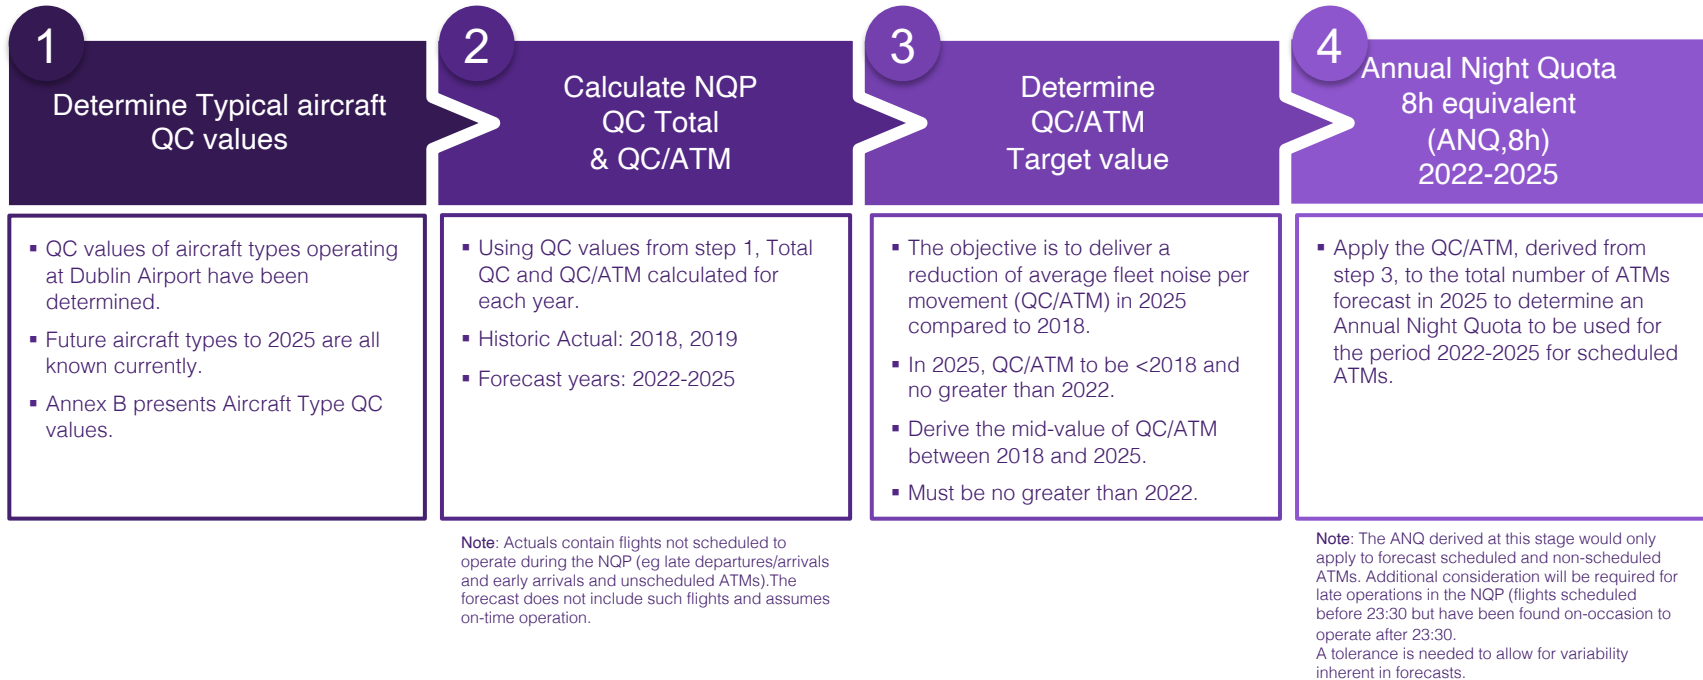 1
Determine Typical aircraft
QC values
▪ QC values of aircraft types operating
at Dublin Airport have been
determined.
▪ Future aircraft types to 2025 are all
known currently.
▪ Annex B presents Aircraft Type QC
values.
2
Calculate NQP
QC Total
& QC/ATM
▪ Using QC values from step 1, Total
QC and QC/ATM calculated for
each year.
▪ Historic Actual: 2018, 2019
▪ Forecast years: 2022-2025
Note: Actuals contain flights not scheduled to
operate during the NQP (eg late departures/arrivals
and early arrivals and unscheduled ATMs).The
forecast does not include such flights and assumes
on-time operation.
3
Determine
QC/ATM
Target value
▪ The objective is to deliver a
reduction of average fleet noise per
movement (QC/ATM) in 2025
compared to 2018.
▪ In 2025, QC/ATM to be <2018 and
no greater than 2022.
▪ Derive the mid-value of QC/ATM
between 2018 and 2025.
▪ Must be no greater than 2022.
4
Annual Night Quota
8h equivalent
(ANQ,8h)
2022-2025
▪ Apply the QC/ATM, derived from
step 3, to the total number of ATMs
forecast in 2025 to determine an
Annual Night Quota to be used for
the period 2022-2025 for scheduled
ATMs.
Note: The ANQ derived at this stage would only
apply to forecast scheduled and non-scheduled
ATMs. Additional consideration will be required for
late operations in the NQP (flights scheduled
before 23:30 but have been found on-occasion to
operate after 23:30.
A tolerance is needed to allow for variability
inherent in forecasts.